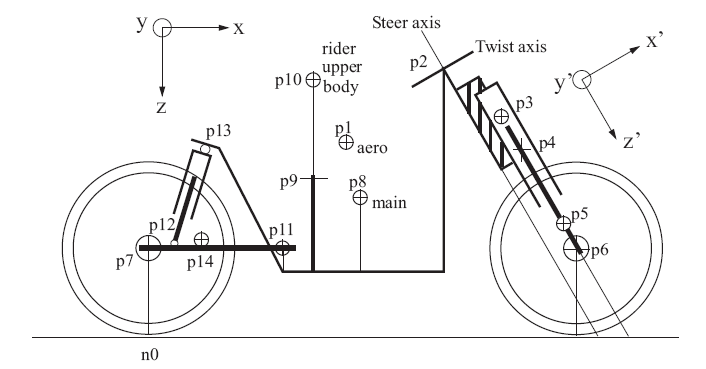 y
x
z
Steer axis
Twist axis
p2
x'
y'
z'
rider
upper
body
p10
p1
aero
p3
p4
p13
p9
p8
main
p12
p11
p5
p7
p14
p6
n0